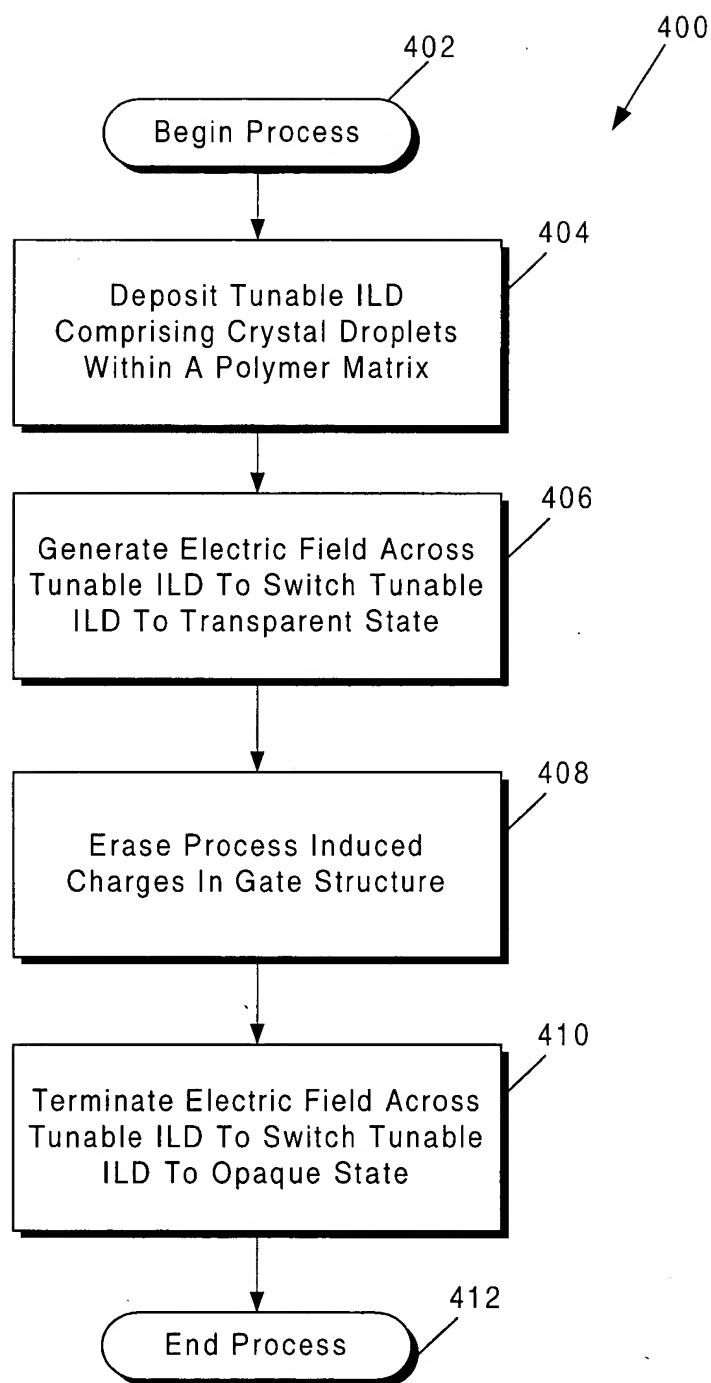 402
400
Begin Process
404
Deposit Tunable ILD
Comprising Crystal Droplets
Within A Polymer Matrix
406
Generate Electric Field Across
Tunable ILD To Switch Tunable
ILD To Transparent State
408
Erase Process Induced
Charges In Gate Structure
410
Terminate Electric Field Across
Tunable ILD To Switch Tunable
ILD To Opaque State
412
End Process